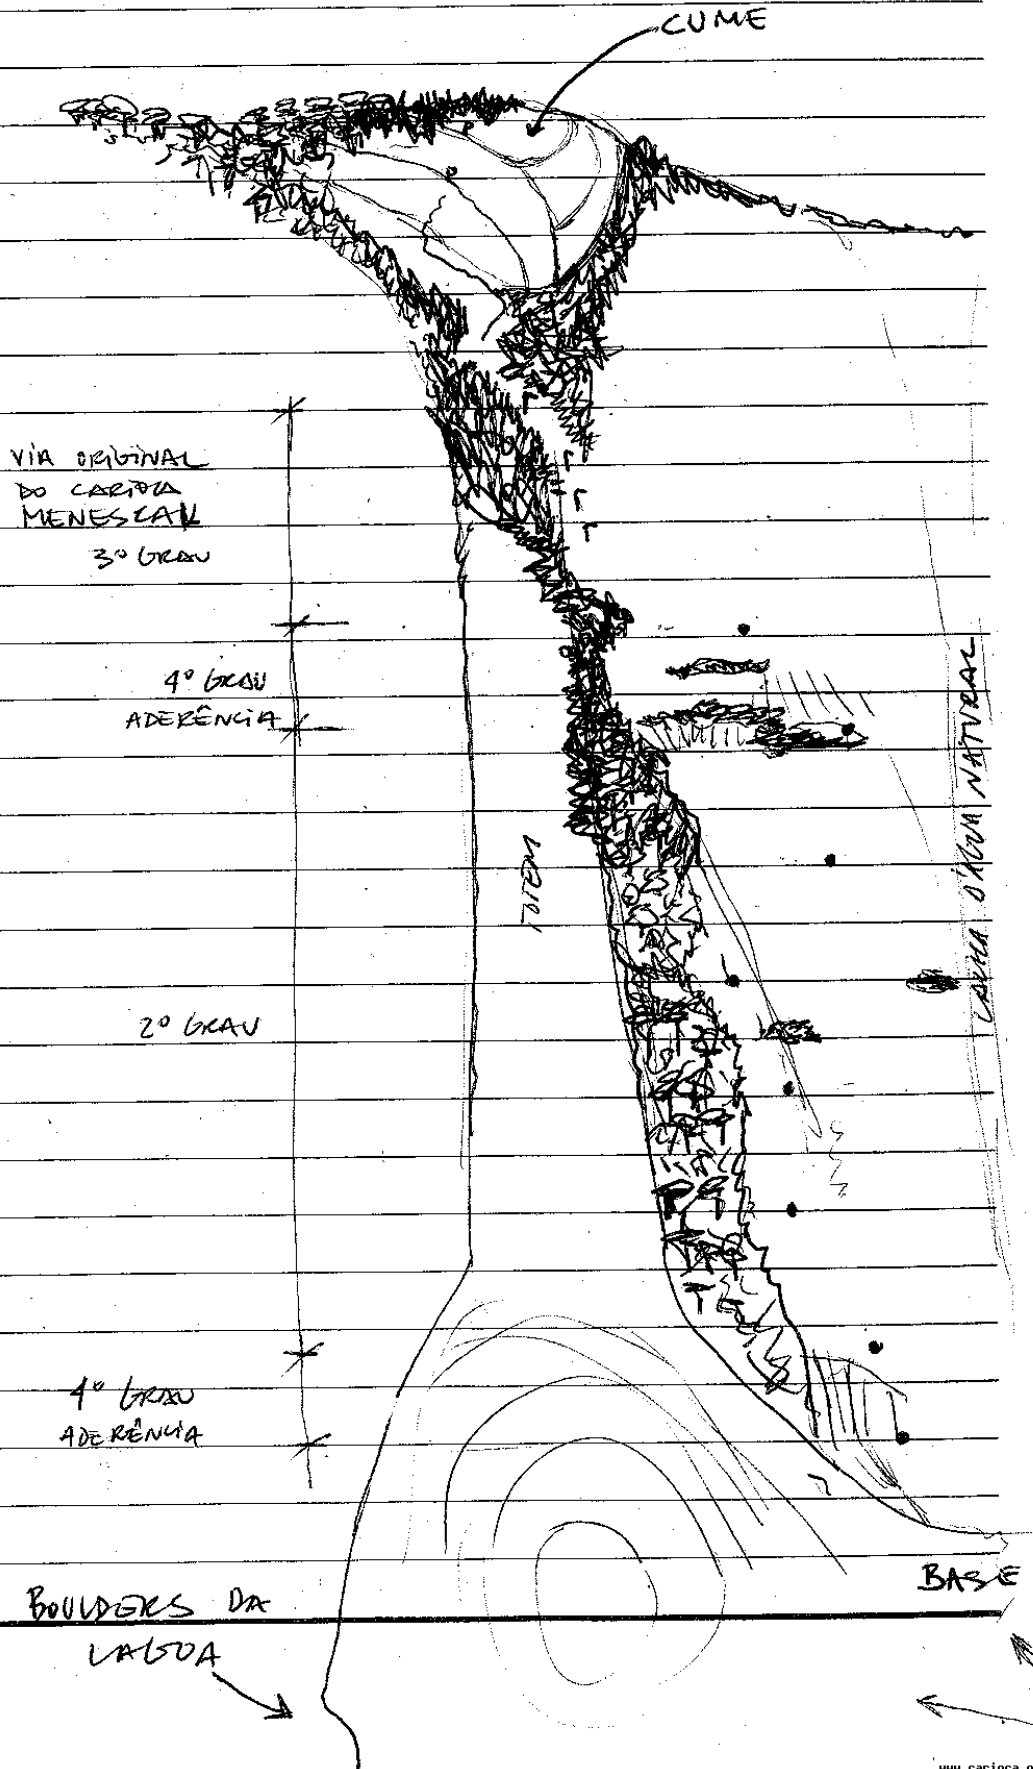 CUME
VIA ORIGINAL
DO CARIOCA
MENESCAL
3º GRAU
4º GRAU
ADERÊNCIA
CALHA D'ÁGUA NATURAL
TOTEM
2º GRAU
4º GRAU
ADERÊNCIA
BASE
BOULDERS DA
LAGOA